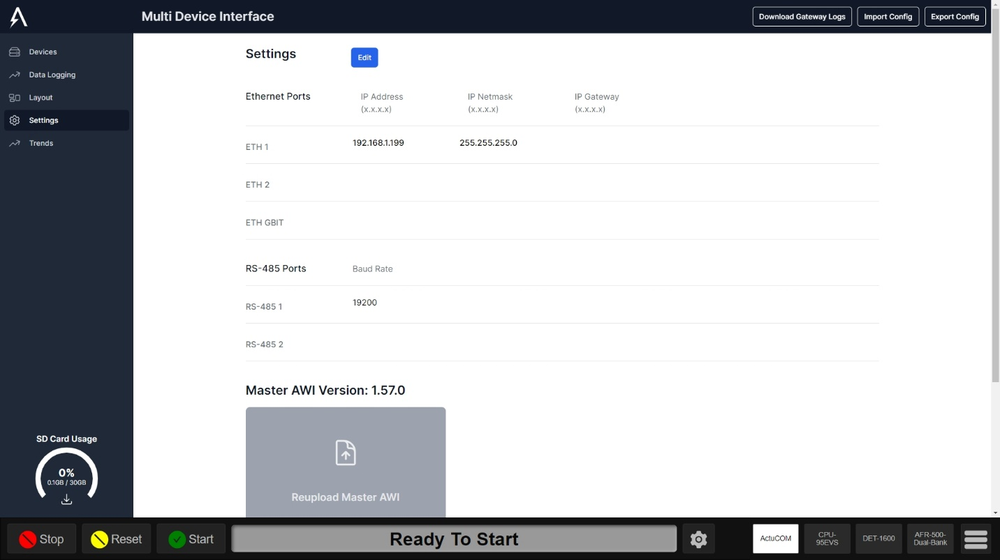 Multi Device Interface
Download Gateway Logs
Import Config
Export Config
Devices
Data Logging
Layout
Settings
Trends
SD Card Usage
0%
0.1GB / 30GB
Settings
Edit
Ethernet Ports IP Address IP Netmask IP Gateway
(x.x.x.x) (x.x.x.x) (x.x.x.x)
ETH 1 192.168.1.199 255.255.255.0
ETH 2
ETH GBIT
RS-485 Ports Baud Rate
RS-485 1 19200
RS-485 2
Master AWI Version: 1.57.0
Reupload Master AWI
Stop
Reset
Start
Ready To Start
ActuCOM
CPU-
95EVS
DET-1600
AFR-500-
Dual-Bank